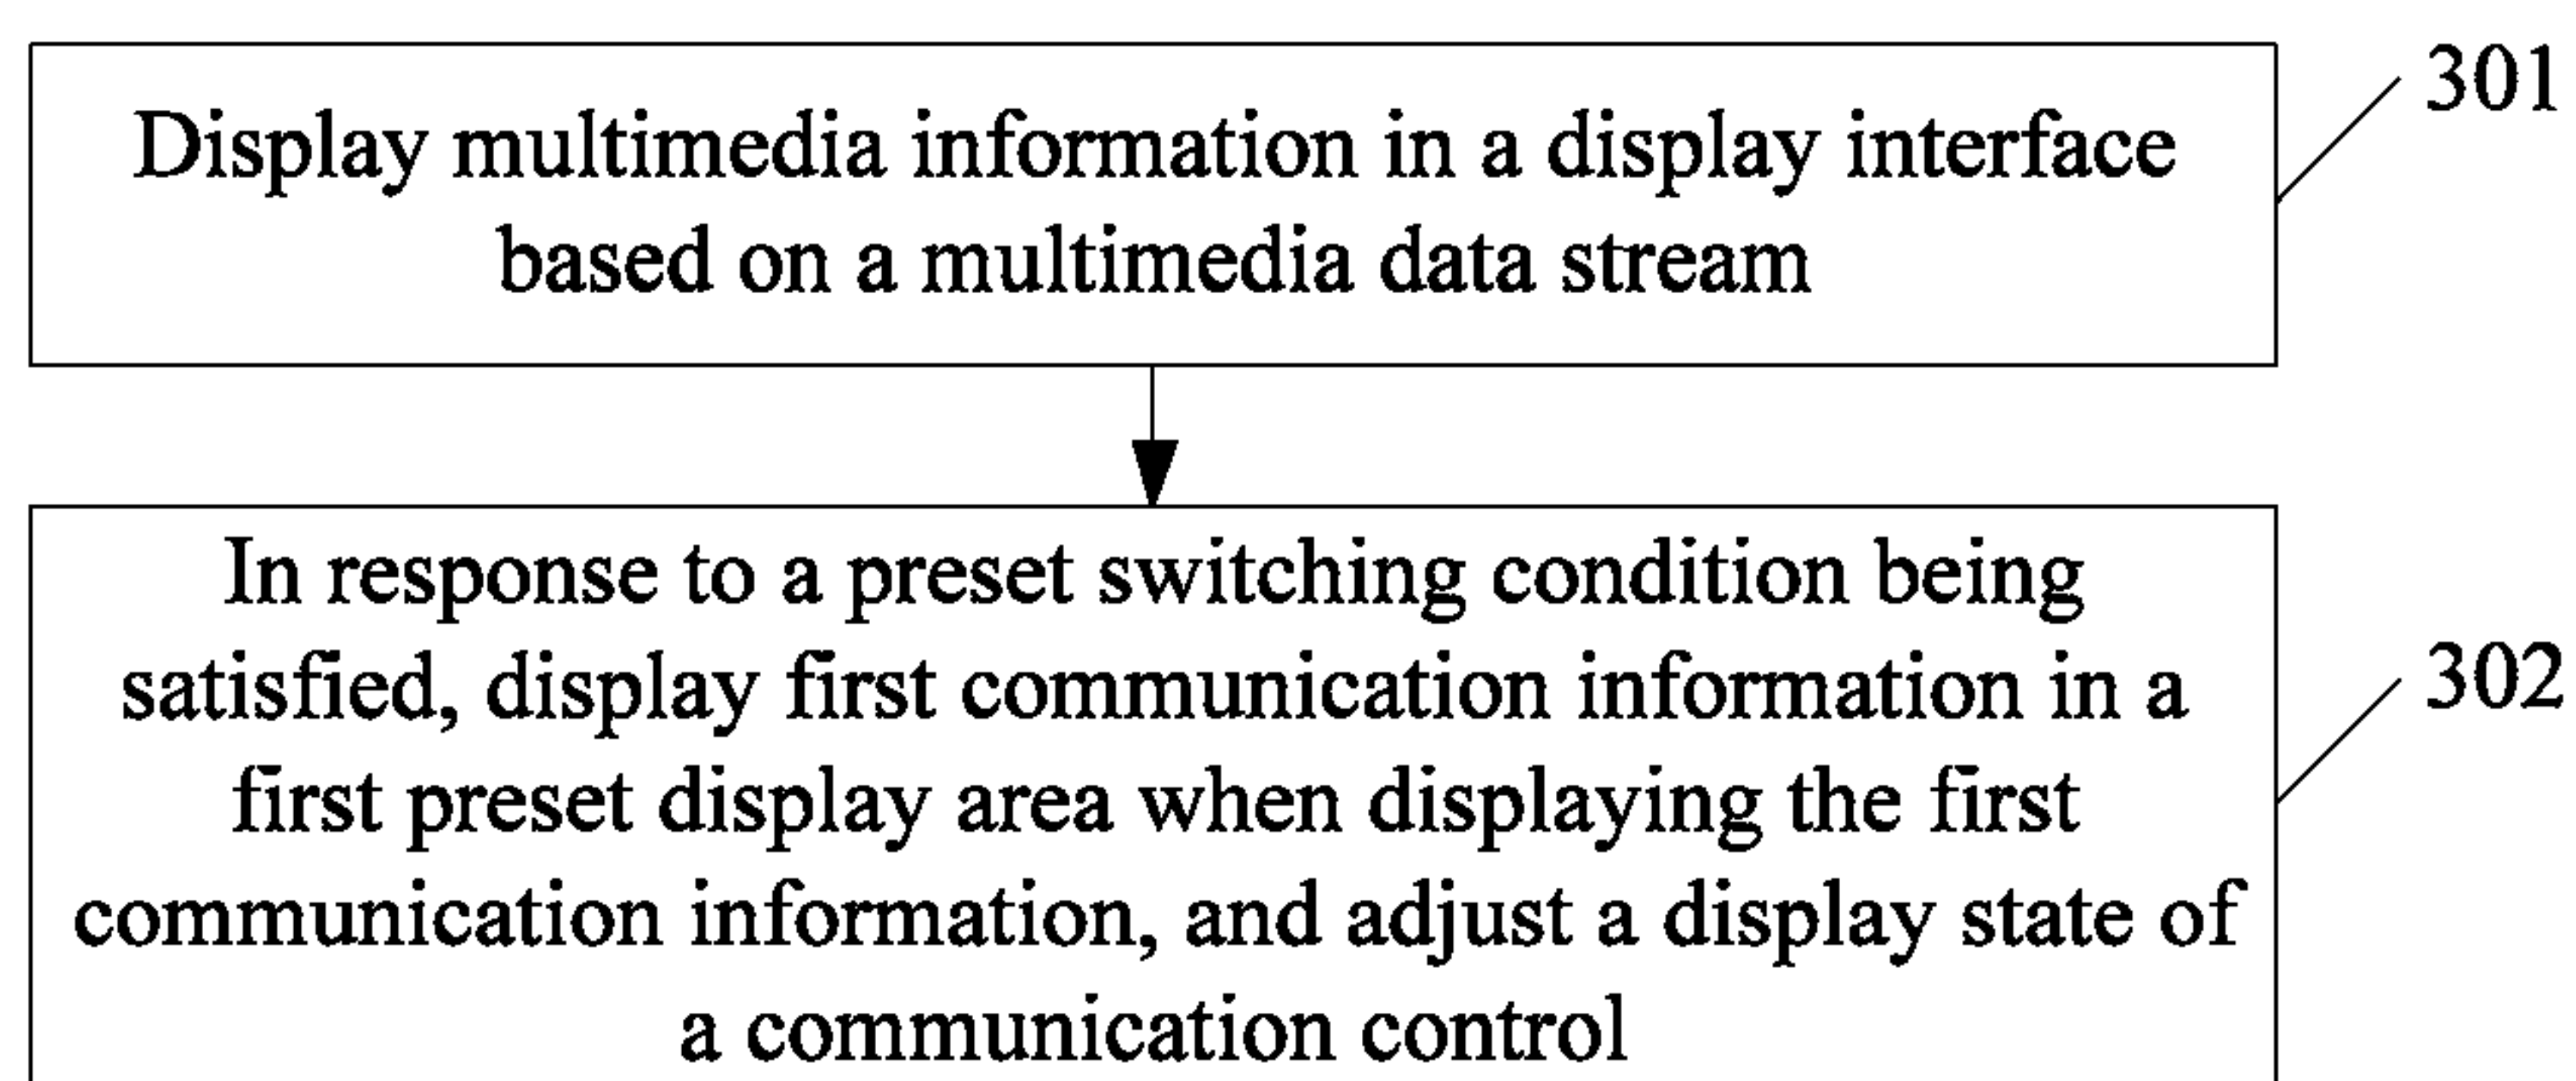 Display multimedia information in a display interface
based on a multimedia data stream
301
In response to a preset switching condition being
satisfied, display first communication information in a
first preset display area when displaying the first
communication information, and adjust a display state of
a communication control
302